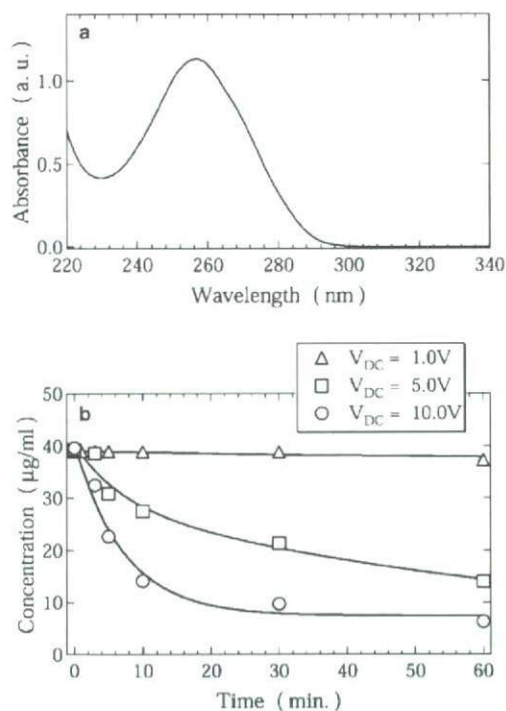 a
Absorbance ( a. u. )
1.0
0.5
0.0
220 240 260 280 300 320 340
Wavelength ( nm )
△ V_DC = 1.0V
□ V_DC = 5.0V
○ V_DC = 10.0V
b
Concentration ( μg/ml )
50
40
30
20
10
0
0 10 20 30 40 50 60
Time ( min. )